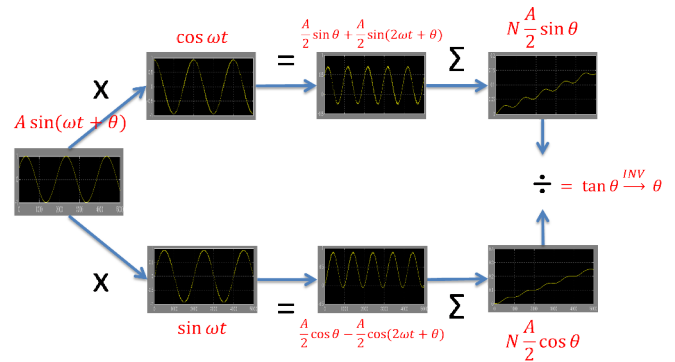 cos ωt
=
A/2 sin θ + A/2 sin(2ωt + θ)
Σ
N A/2 sin θ
X
A sin(ωt + θ)
÷ = tan θ →^INV θ
X
sin ωt
=
A/2 cos θ − A/2 cos(2ωt + θ)
Σ
N A/2 cos θ